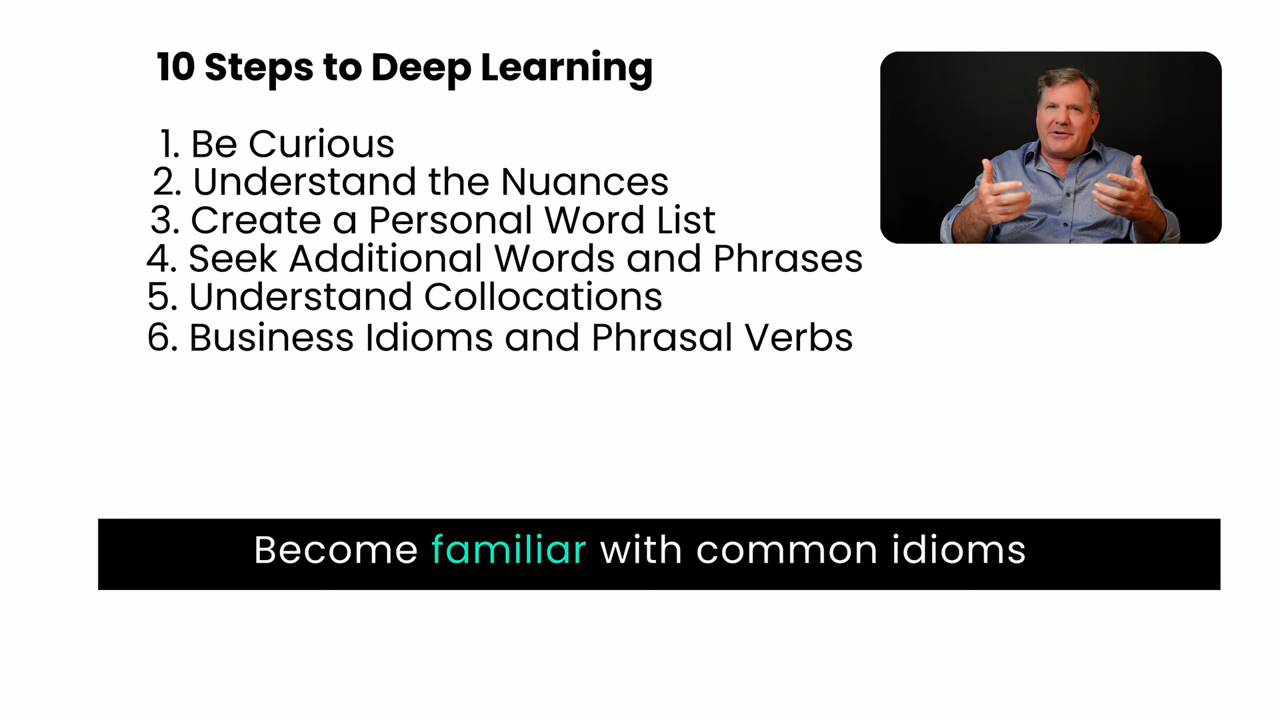 10 Steps to Deep Learning
1. Be Curious
2. Understand the Nuances
3. Create a Personal Word List
4. Seek Additional Words and Phrases
5. Understand Collocations
6. Business Idioms and Phrasal Verbs
Become familiar with common idioms